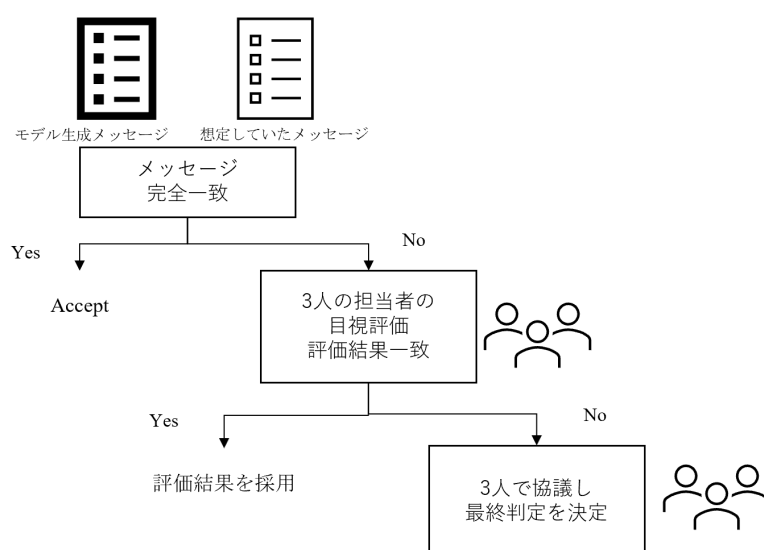 モデル生成メッセージ
想定していたメッセージ
メッセージ
完全一致
Yes
No
Accept
3人の担当者の
目視評価
評価結果一致
Yes
No
評価結果を採用
3人で協議し
最終判定を決定